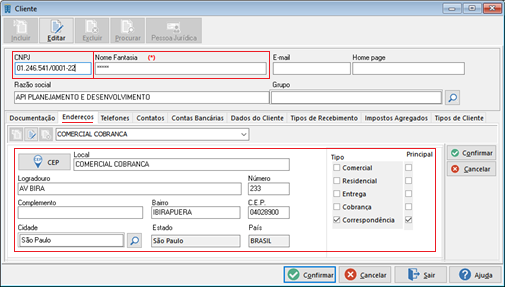 Cliente
Incluir Editar Excluir Procurar Pessoa Jurídica
CNPJ Nome Fantasia (*) E-mail Home page
01.246.541/0001-22 *****
Razão social Grupo
API PLANEJAMENTO E DESENVOLVIMENTO
Documentação Endereços Telefones Contatos Contas Bancárias Dados do Cliente Tipos de Recebimento Impostos Agregados Tipos de Cliente
COMERCIAL COBRANCA
Confirmar
Cancelar
CEP
Local
COMERCIAL COBRANCA
Logradouro Número
AV BIRA 233
Complemento Bairro C.E.P.
IBIRAPUERA 04028900
Cidade Estado País
São Paulo São Paulo BRASIL
Tipo Principal
Comercial
Residencial
Entrega
Cobrança
Correspondência
Confirmar Cancelar Sair Ajuda